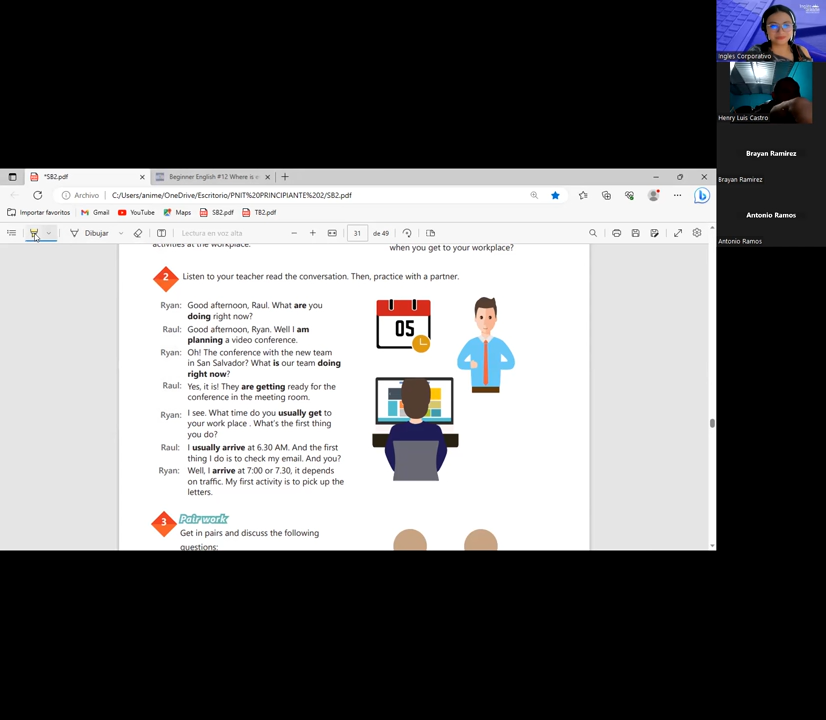 Ingles Corporativo
Henry Luis Castro
Brayan Ramirez
Brayan Ramirez
Antonio Ramos
Antonio Ramos
*SB2.pdf
Beginner English #12 Where is
Archivo
C:/Users/anime/OneDrive/Escritorio/PNIT%20PRINCIPIANTE%202/SB2.pdf
Importar favoritos
Gmail
YouTube
Maps
SB2.pdf
TB2.pdf
Dibujar
Lectura en voz alta
31
de 49
activities at the workplace.
when you get to your workplace?
2
Listen to your teacher read the conversation. Then, practice with a partner.
Ryan: Good afternoon, Raul. What are you
doing right now?
Raul: Good afternoon, Ryan. Well I am
planning a video conference.
Ryan: Oh! The conference with the new team
in San Salvador? What is our team doing
right now?
Raul: Yes, it is! They are getting ready for the
conference in the meeting room.
Ryan: I see. What time do you usually get to
your work place . What's the first thing
you do?
Raul: I usually arrive at 6.30 AM. And the first
thing I do is to check my email. And you?
Ryan: Well, I arrive at 7:00 or 7.30, it depends
on traffic. My first activity is to pick up the
letters.
05
3
Pair work
Get in pairs and discuss the following
questions: